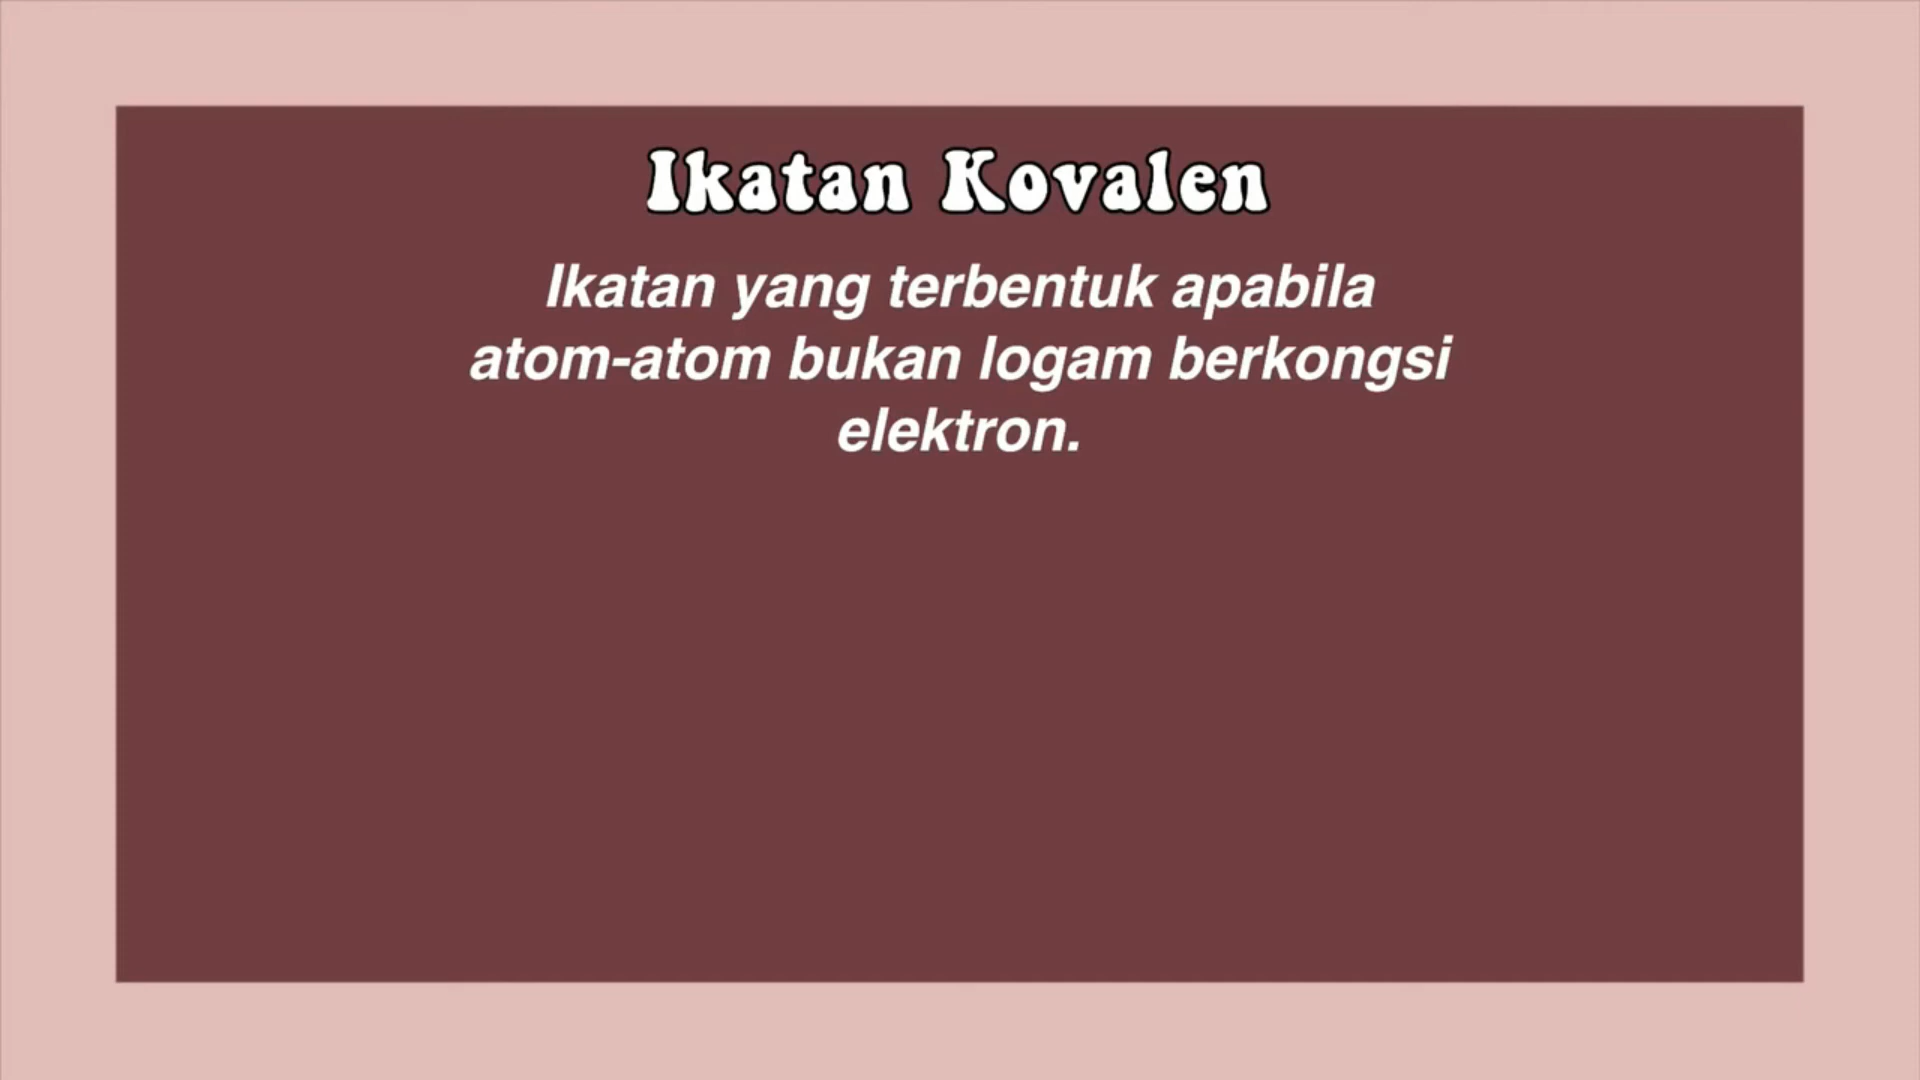 Ikatan Kovalen
Ikatan yang terbentuk apabila
atom-atom bukan logam berkongsi
elektron.